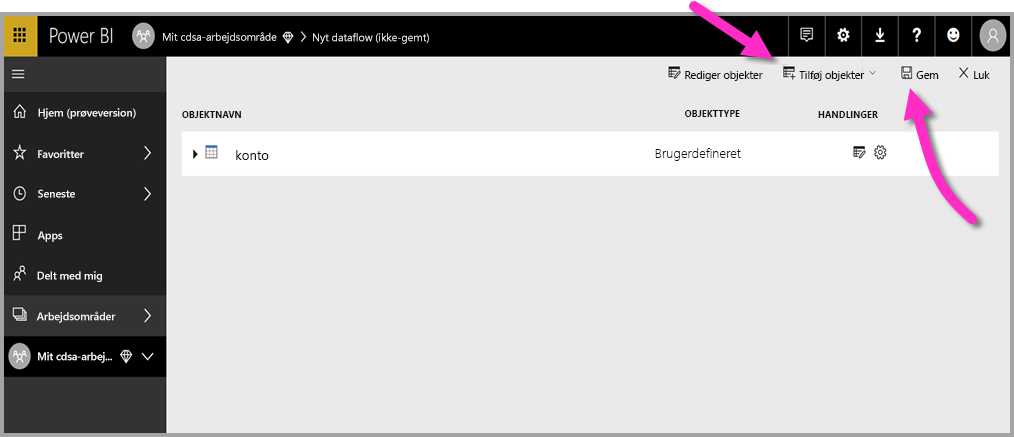 Power BI Mit cdsa-arbejdsområde > Nyt dataflow (ikke-gemt)
Rediger objekter Tilføj objekter Gem Luk
Hjem (prøveversion)
Favoritter
Seneste
Apps
Delt med mig
Arbejdsområder
Mit cdsa-arbej...
OBJEKTNAVN OBJEKTTYPE HANDLINGER
konto Brugerdefineret